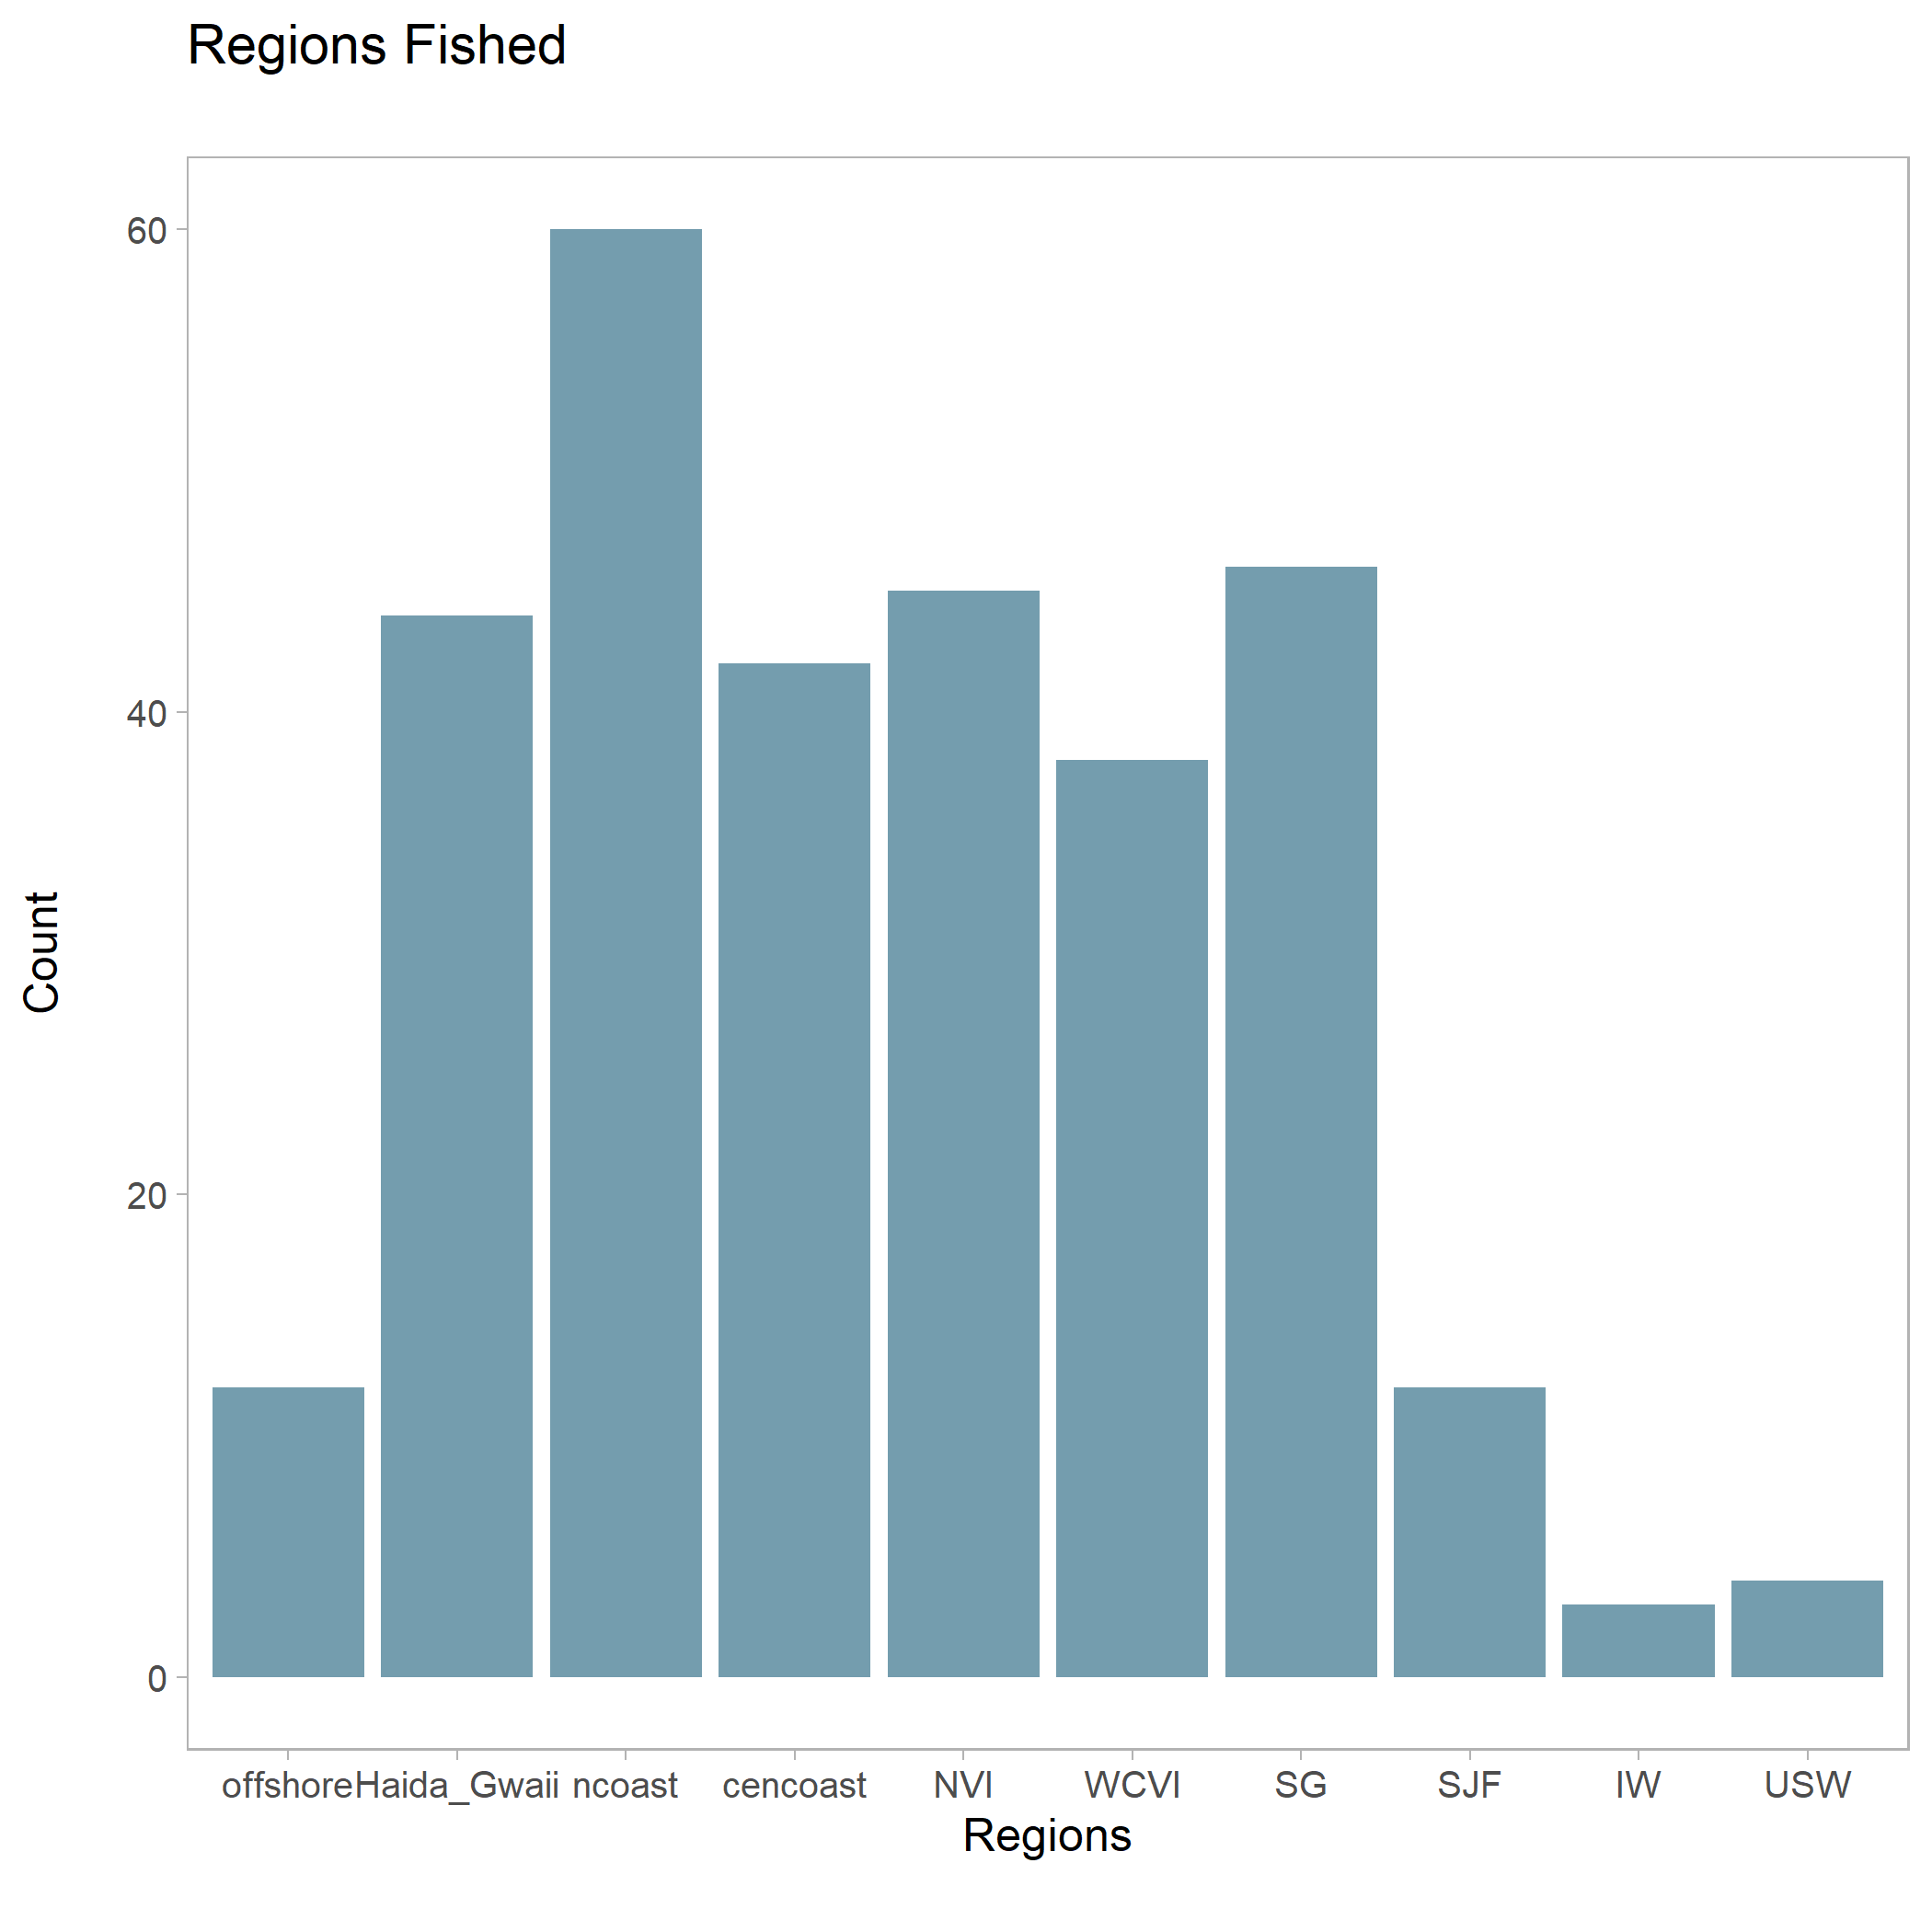 Regions Fished
60
40
20
0
Count
offshore Haida_Gwaii ncoast cencoast NVI WCVI SG SJF IW USW
Regions